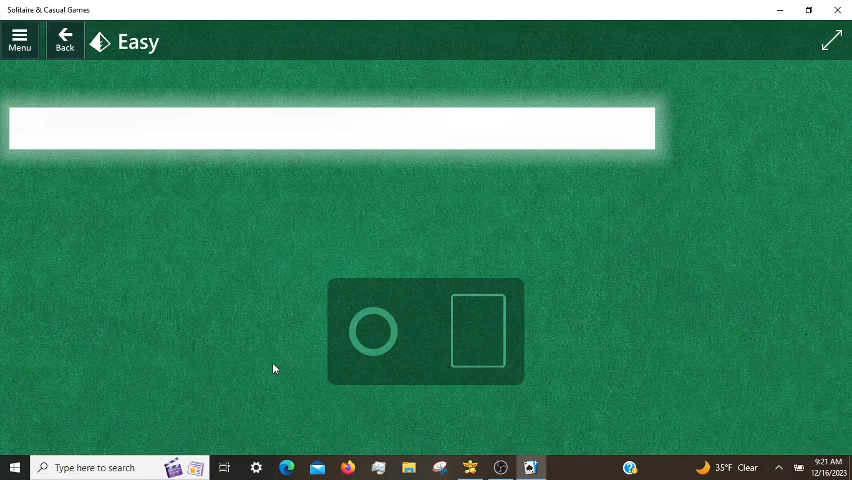 Solitaire & Casual Games
Menu
Back
Easy
Type here to search
35°F Clear
9:21 AM
12/16/2023